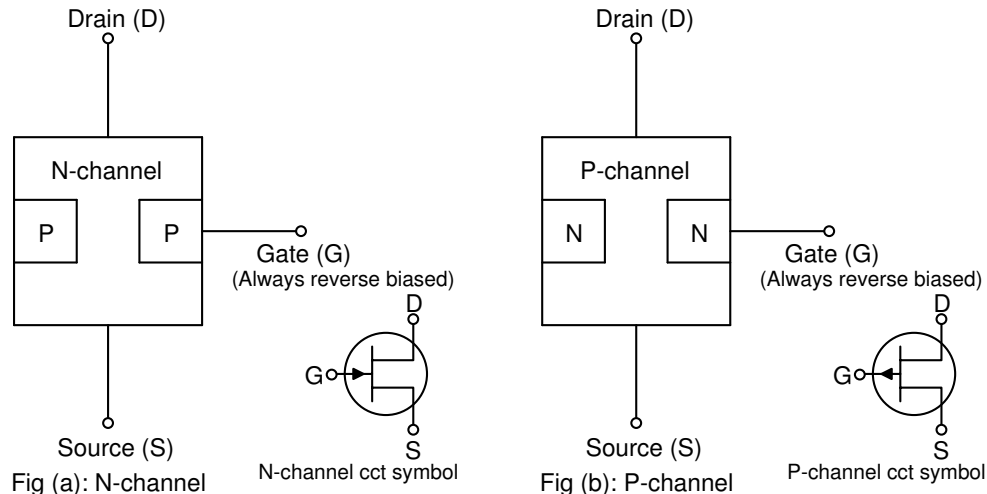 Drain (D)
N-channel
P
P
Gate (G)
(Always reverse biased)
D
G
S
Source (S)
N-channel cct symbol
Fig (a): N-channel
Drain (D)
P-channel
N
N
Gate (G)
(Always reverse biased)
D
G
S
Source (S)
P-channel cct symbol
Fig (b): P-channel